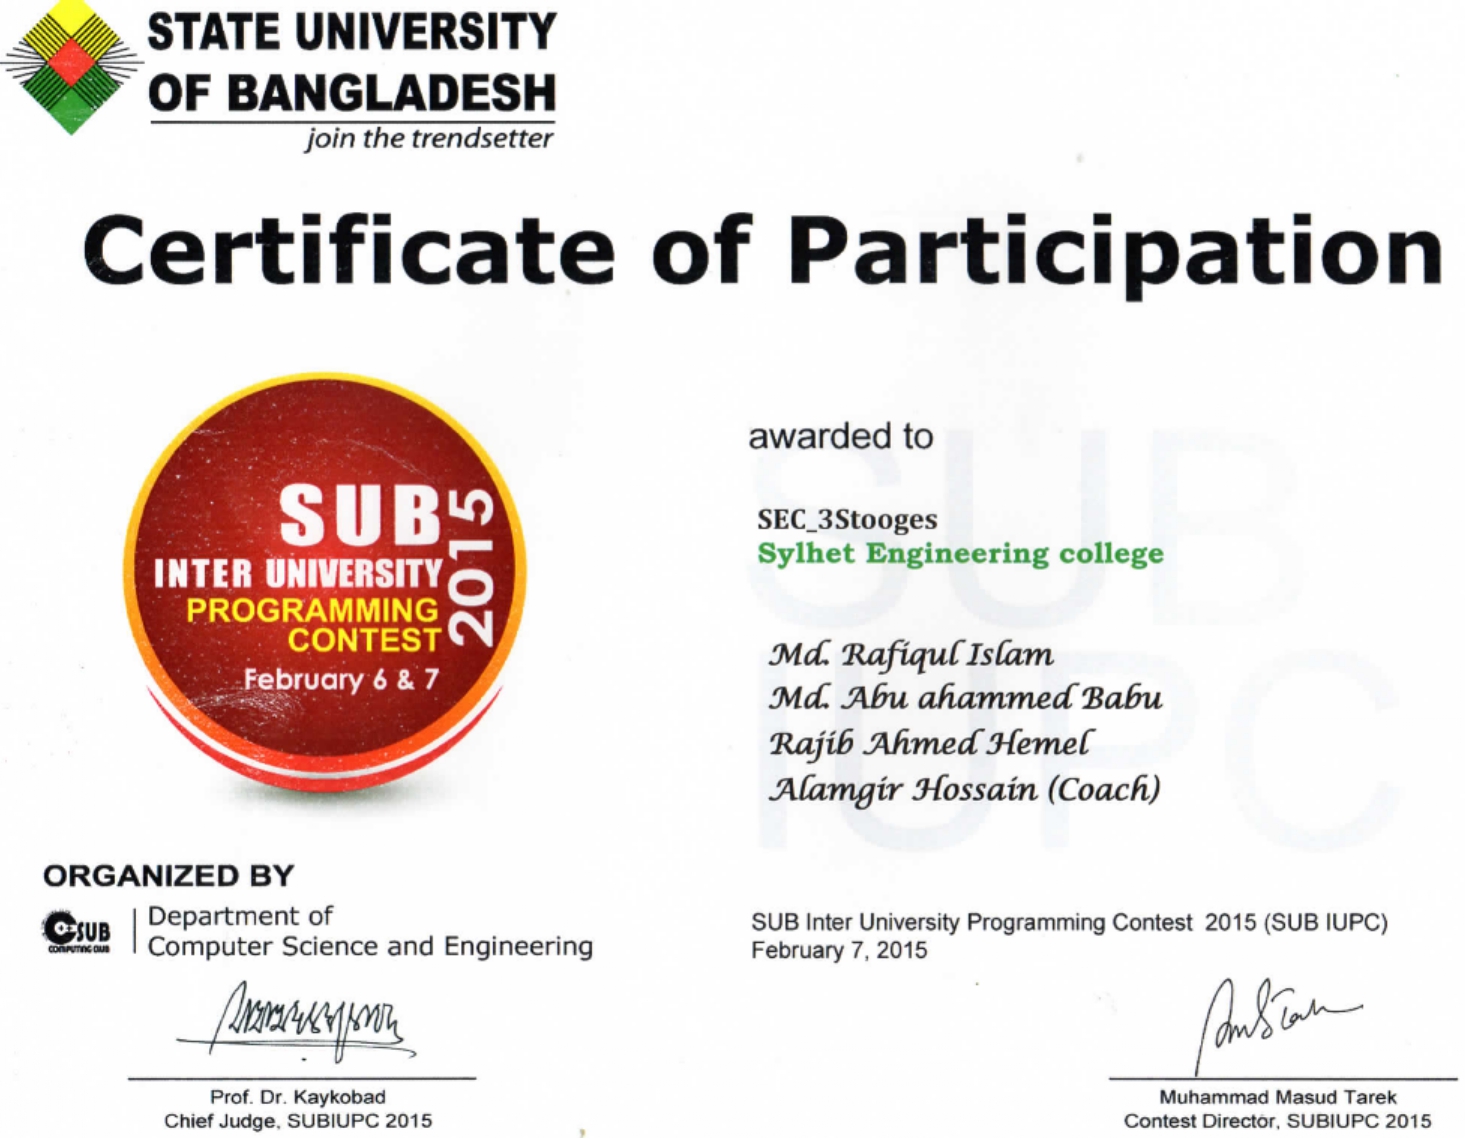 STATE UNIVERSITY
OF BANGLADESH
join the trendsetter
Certificate of Participation
SUB
INTER UNIVERSITY
PROGRAMMING
CONTEST
2015
February 6 & 7
awarded to
SEC_3Stooges
Sylhet Engineering college
SUB
IUPC
Md. Rafiqul Islam
Md. Abu ahammed Babu
Rajib Ahmed Hemel
Alamgir Hossain (Coach)
ORGANIZED BY
SUB
COMPUTING CLUB
Department of
Computer Science and Engineering
SUB Inter University Programming Contest 2015 (SUB IUPC)
February 7, 2015
Prof. Dr. Kaykobad
Chief Judge, SUBIUPC 2015
Muhammad Masud Tarek
Contest Director, SUBIUPC 2015